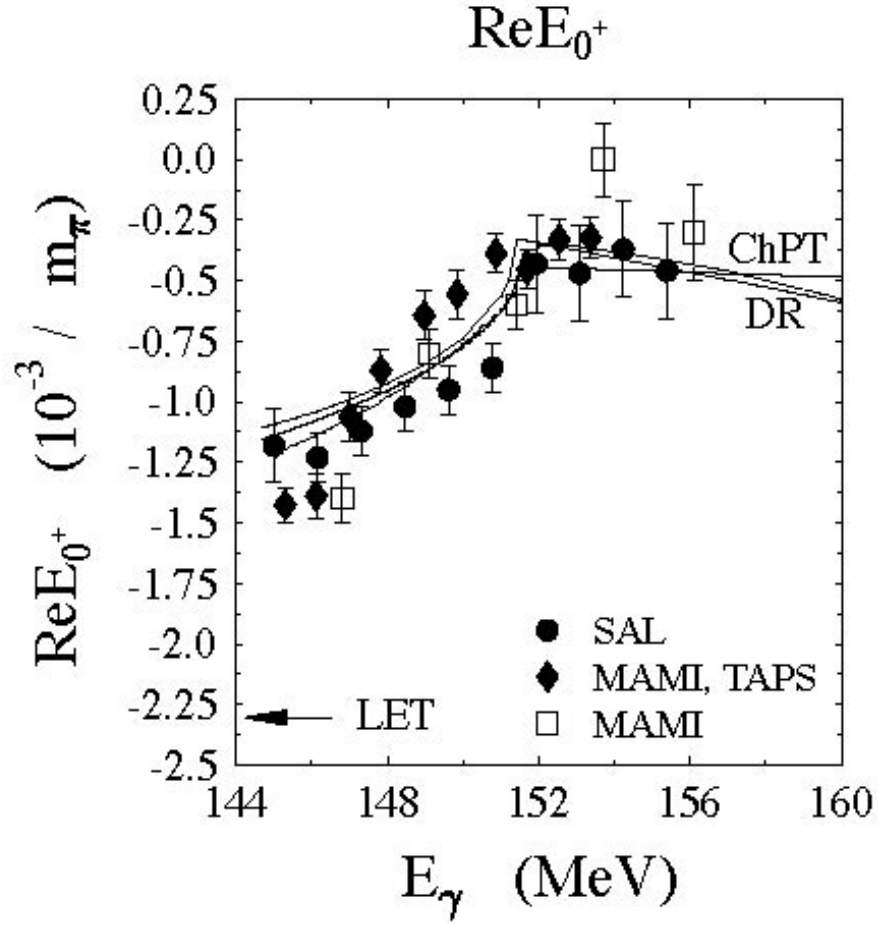 ReE₀⁺
0.25
0.0
-0.25
-0.5
-0.75
-1.0
-1.25
-1.5
-1.75
-2.0
-2.25
-2.5
ReE₀⁺ (10⁻³ / mπ)
ChPT
DR
SAL
MAMI, TAPS
MAMI
LET
144 148 152 156 160
Eγ (MeV)